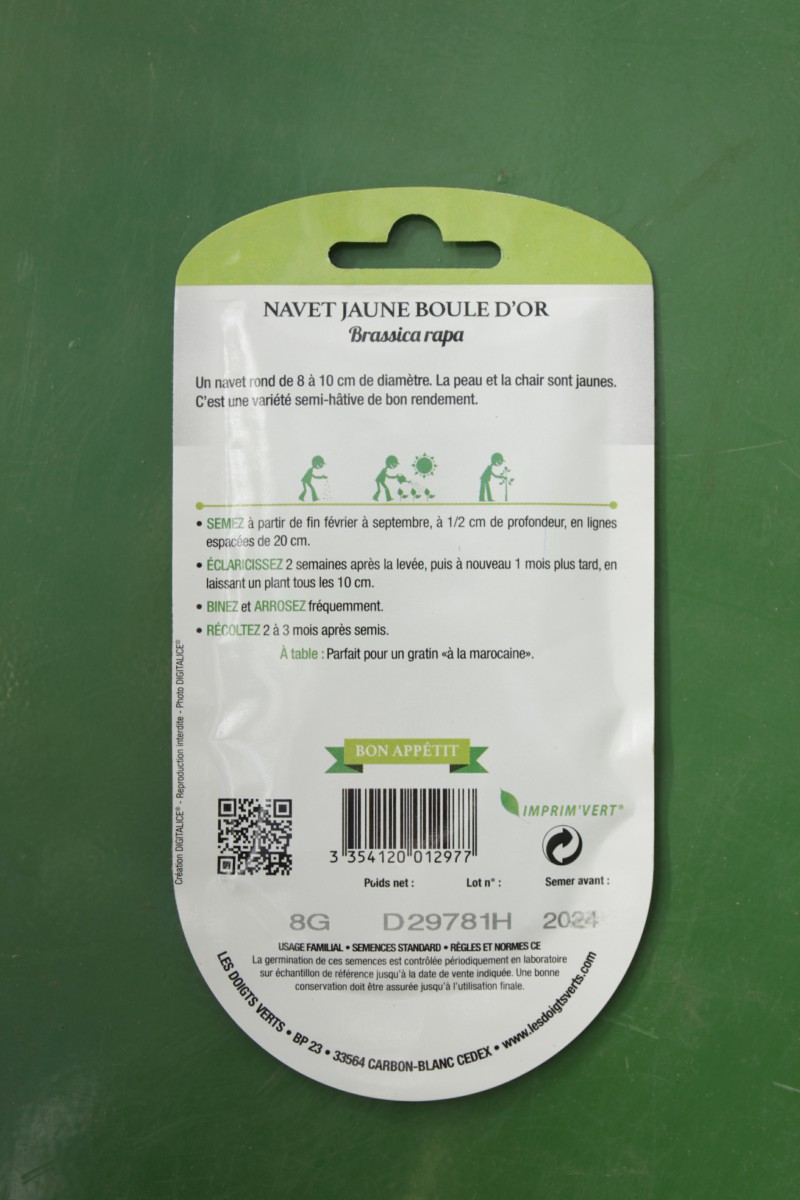 NAVET JAUNE BOULE D'OR
Brassica rapa
Un navet rond de 8 à 10 cm de diamètre. La peau et la chair sont jaunes.
C'est une variété semi-hâtive de bon rendement.
• SEMEZ à partir de fin février à septembre, à 1/2 cm de profondeur, en lignes
espacées de 20 cm.
• ÉCLARICISSEZ 2 semaines après la levée, puis à nouveau 1 mois plus tard, en
laissant un plant tous les 10 cm.
• BINEZ et ARROSEZ fréquemment.
• RÉCOLTEZ 2 à 3 mois après semis.
À table : Parfait pour un gratin «à la marocaine».
Création DIGITALICE® - Reproduction interdite - Photo DIGITALICE®
BON APPÉTIT
IMPRIM'VERT®
3 354120 012977
Poids net : Lot n° : Semer avant :
8G D29781H 2024
USAGE FAMILIAL • SEMENCES STANDARD • RÈGLES ET NORMES CE
La germination de ces semences est contrôlée périodiquement en laboratoire
sur échantillon de référence jusqu'à la date de vente indiquée. Une bonne
conservation doit être assurée jusqu'à l'utilisation finale.
LES DOIGTS VERTS • BP 23 • 33564 CARBON-BLANC CEDEX • www.lesdoigtsverts.com